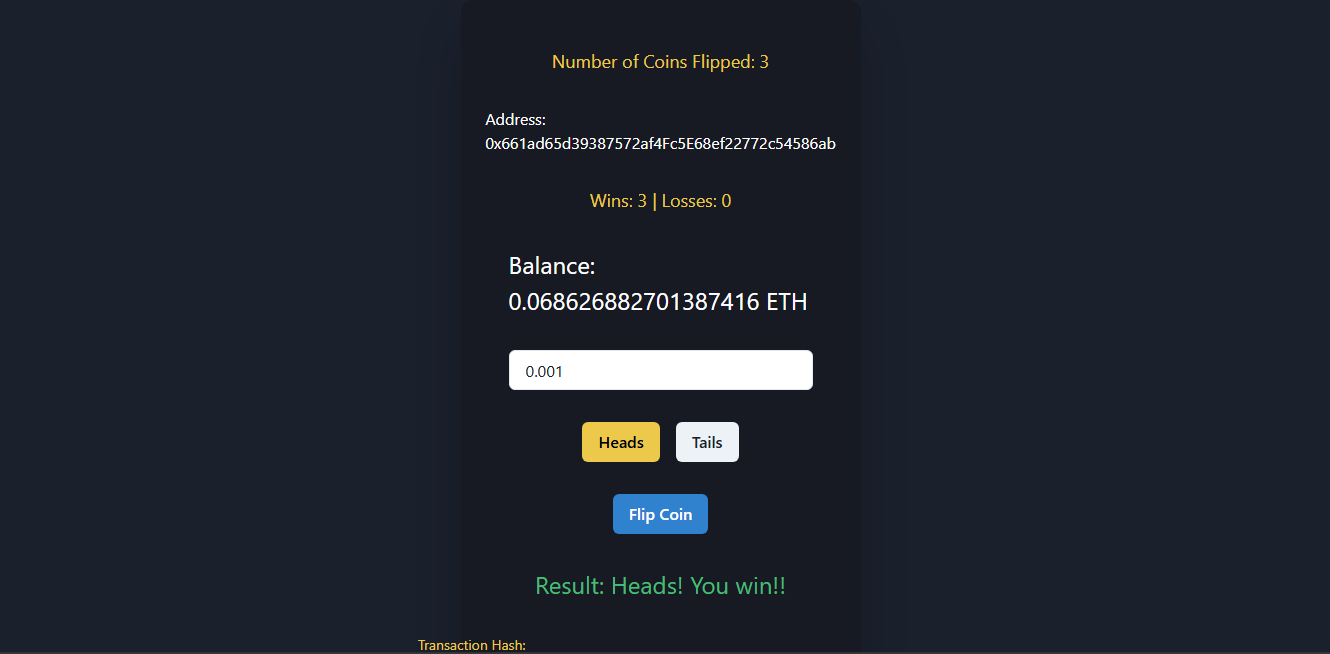 Number of Coins Flipped: 3
Address:
0x661ad65d39387572af4Fc5E68ef22772c54586ab
Wins: 3 | Losses: 0
Balance:
0.068626882701387416 ETH
0.001
Heads Tails
Flip Coin
Result: Heads! You win!!
Transaction Hash: